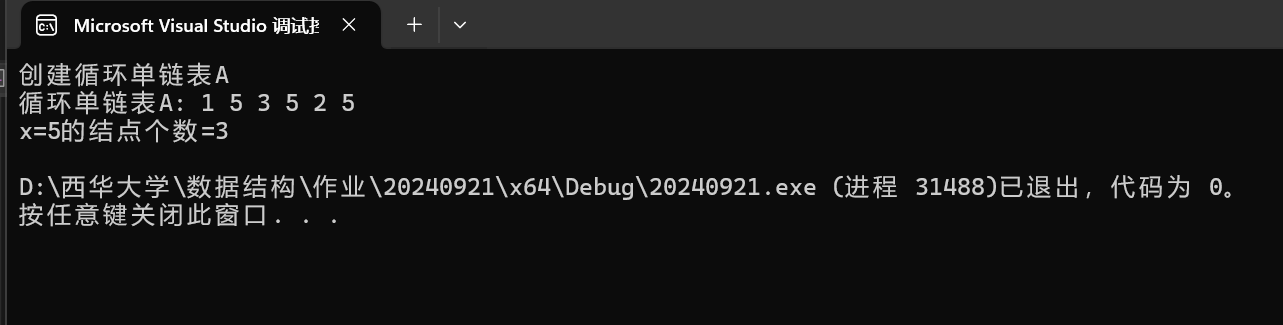 Microsoft Visual Studio 调试
创建循环单链表A
循环单链表A: 1 5 3 5 2 5
x=5的结点个数=3
D:\西华大学\数据结构\作业\20240921\x64\Debug\20240921.exe (进程 31488)已退出，代码为 0。
按任意键关闭此窗口. . .